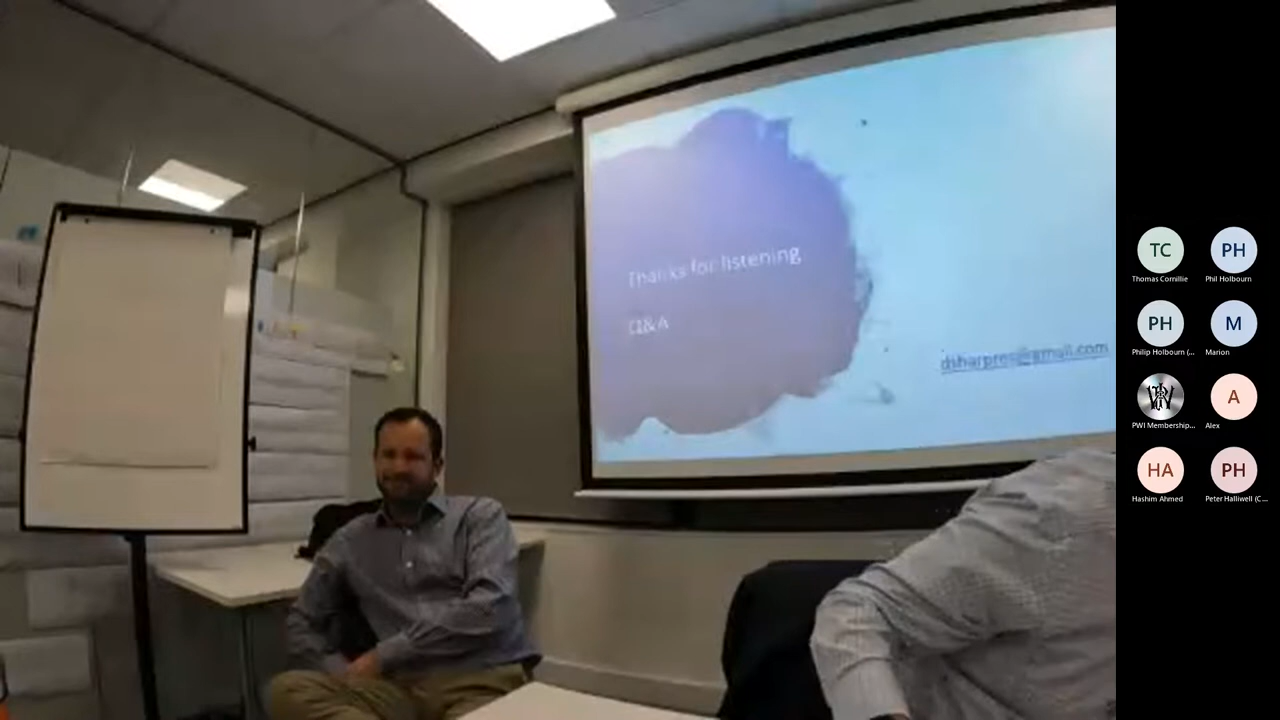 Thanks for listening
Q&A
TC
Thomas Cornillie
PH
Phil Holbourn
PH
Philip Holbourn (...
M
Marion
PWI Membership...
A
Alex
HA
Hashim Ahmed
PH
Peter Halliwell (C...